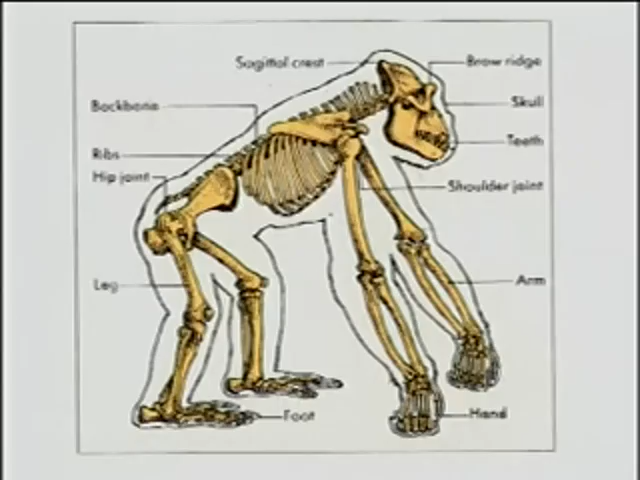 Sagittal crest
Brow ridge
Backbone
Skull
Teeth
Ribs
Hip joint
Shoulder joint
Leg
Arm
Foot
Hand